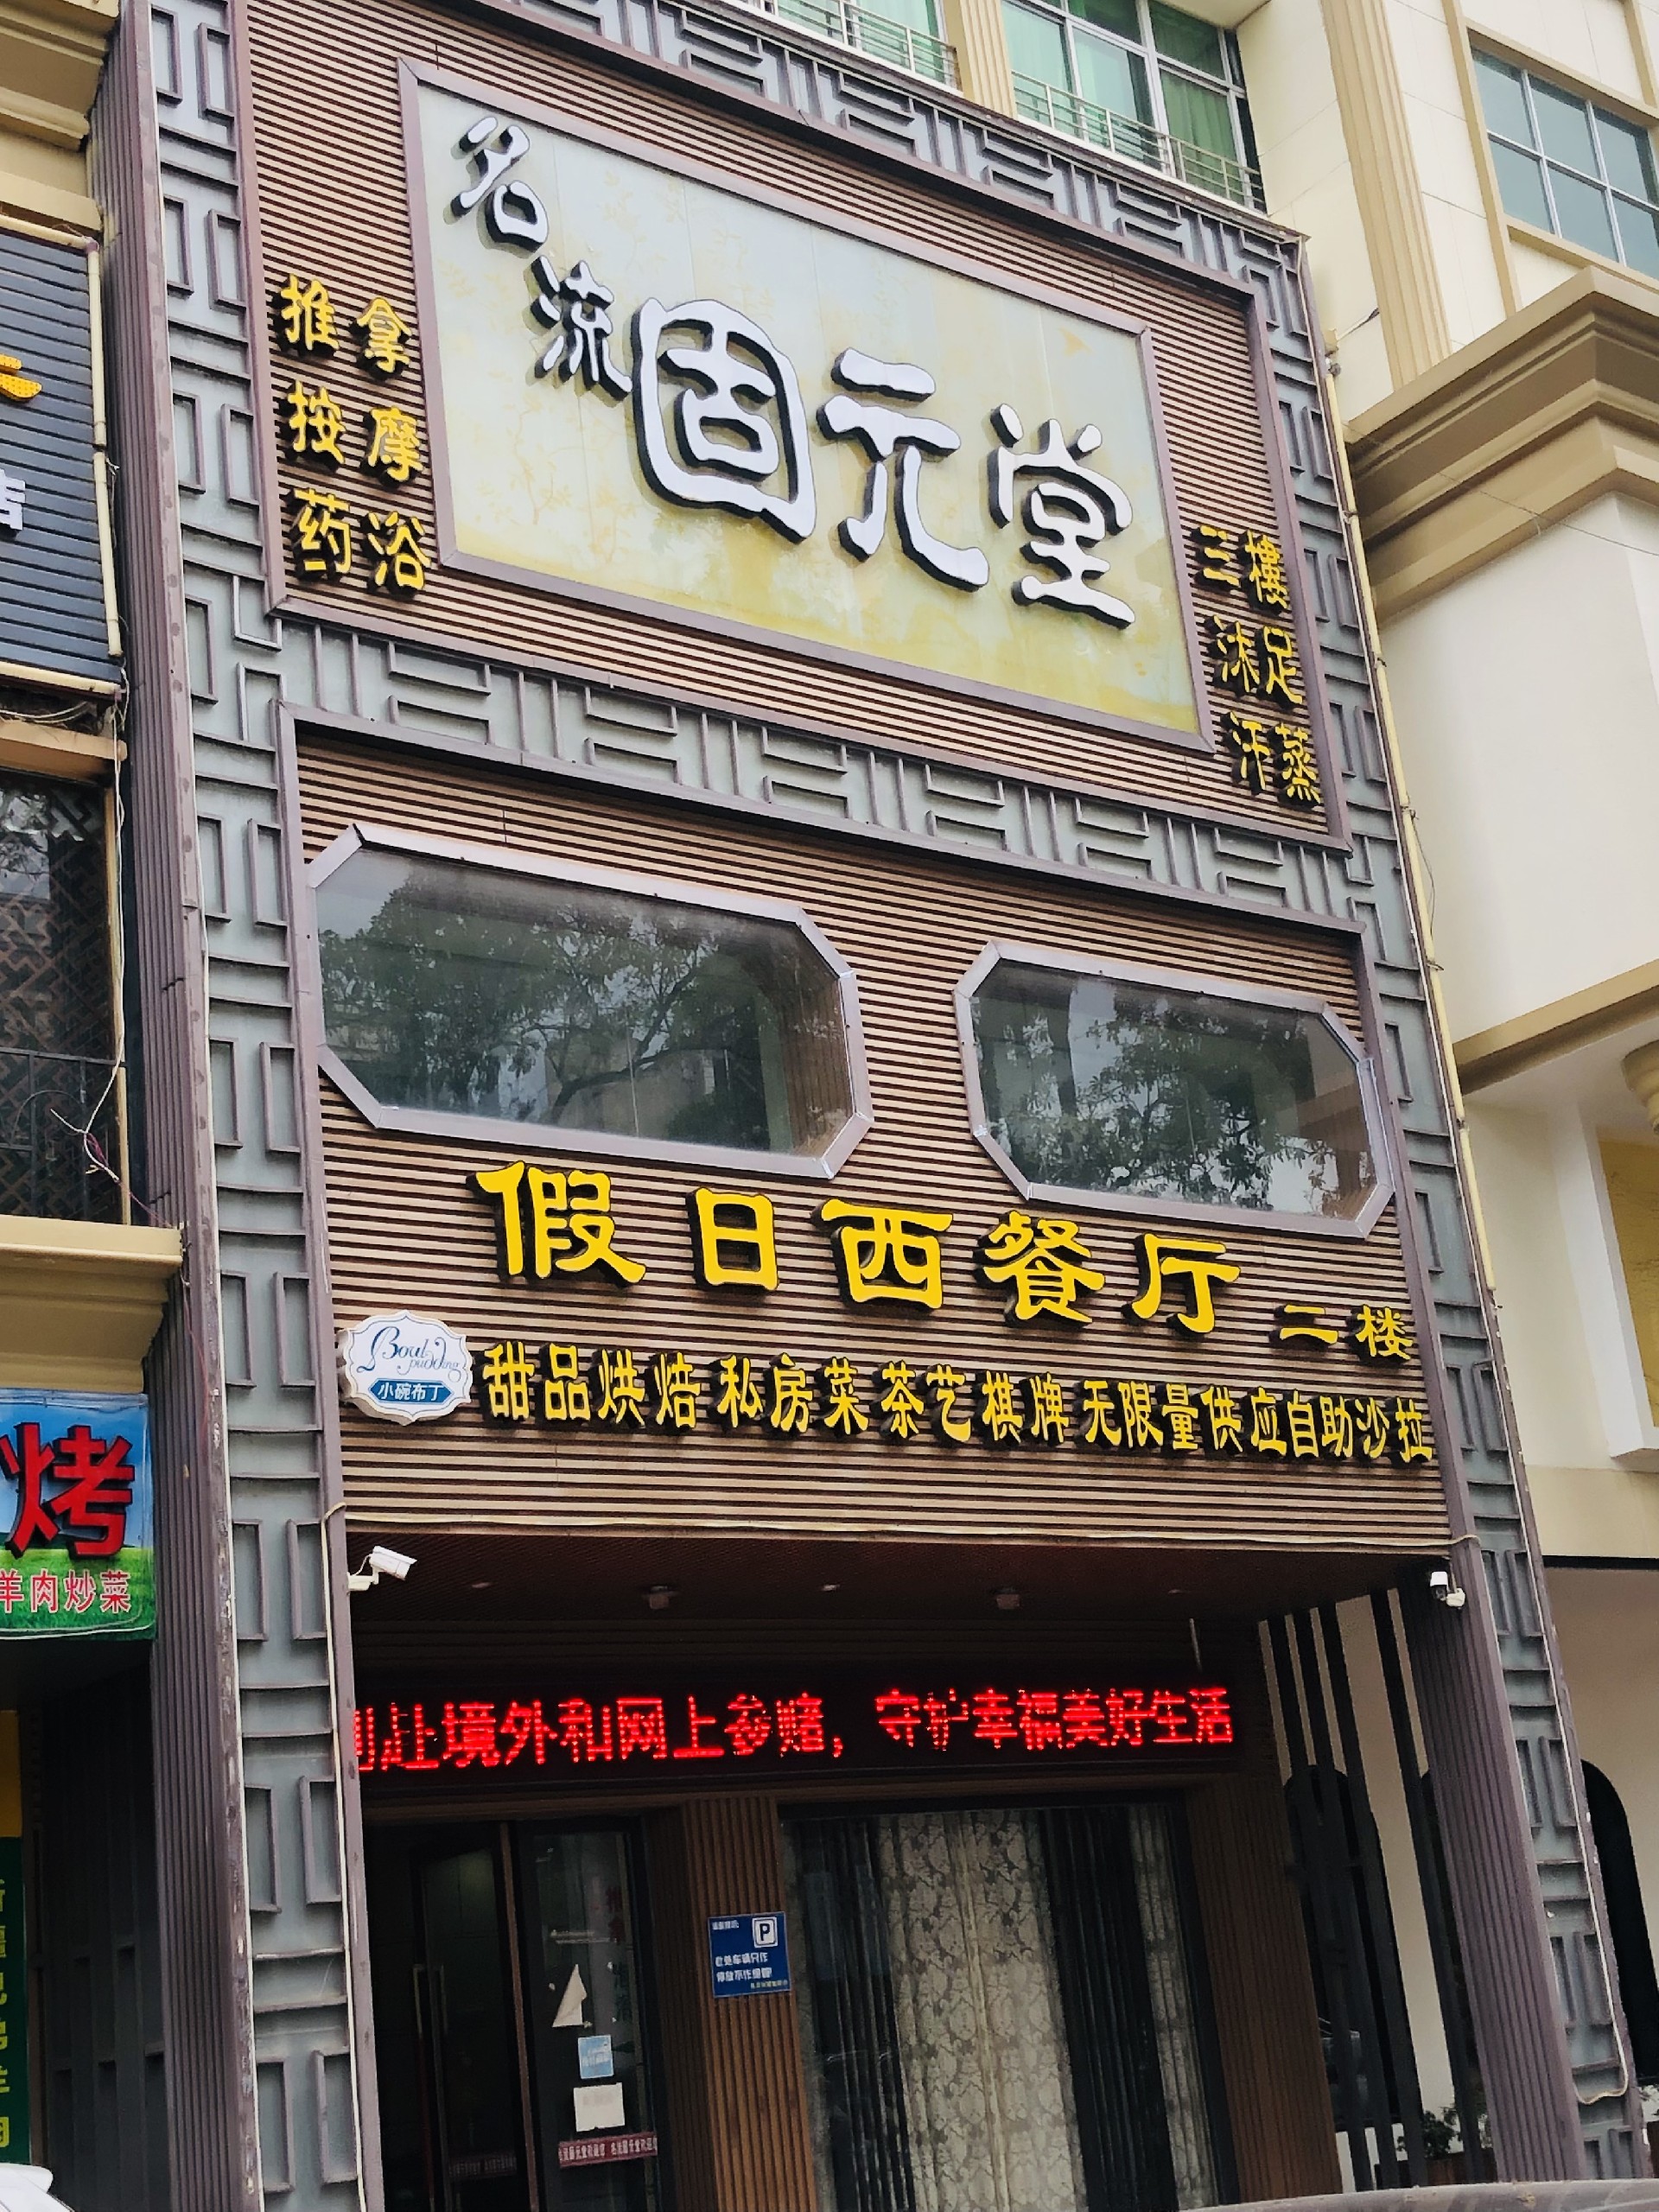 名流固元堂
推拿
按摩
药浴
三樓
沐足
汗蒸
假日西餐厅 二楼
Boul
pudding
小碗布丁
甜品烘焙 私房菜 茶艺棋牌 无限量供应自助沙拉
烤
羊肉炒菜
赴境外和网上参赌，守护幸福美好生活
P